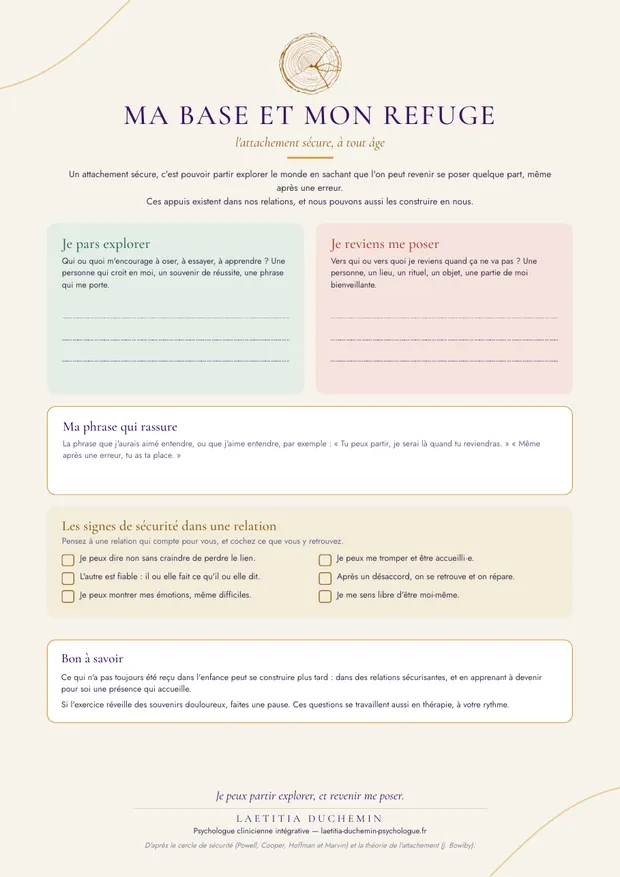 MA BASE ET MON REFUGE
l'attachement sécure, à tout âge
Un attachement sécure, c'est pouvoir partir explorer le monde en sachant que l'on peut revenir se poser quelque part, même
après une erreur.
Ces appuis existent dans nos relations, et nous pouvons aussi les construire en nous.
Je pars explorer
Qui ou quoi m'encourage à oser, à essayer, à apprendre ? Une
personne qui croit en moi, un souvenir de réussite, une phrase
qui me porte.
Je reviens me poser
Vers qui ou vers quoi je reviens quand ça ne va pas ? Une
personne, un lieu, un rituel, un objet, une partie de moi
bienveillante.
Ma phrase qui rassure
La phrase que j'aurais aimé entendre, ou que j'aime entendre, par exemple : « Tu peux partir, je serai là quand tu reviendras. » « Même
après une erreur, tu as ta place. »
Les signes de sécurité dans une relation
Pensez à une relation qui compte pour vous, et cochez ce que vous y retrouvez.
Je peux dire non sans craindre de perdre le lien.
Je peux me tromper et être accueilli·e.
L'autre est fiable : il ou elle fait ce qu'il ou elle dit.
Après un désaccord, on se retrouve et on répare.
Je peux montrer mes émotions, même difficiles.
Je me sens libre d'être moi-même.
Bon à savoir
Ce qui n'a pas toujours été reçu dans l'enfance peut se construire plus tard : dans des relations sécurisantes, et en apprenant à devenir
pour soi une présence qui accueille.
Si l'exercice réveille des souvenirs douloureux, faites une pause. Ces questions se travaillent aussi en thérapie, à votre rythme.
Je peux partir explorer, et revenir me poser.
LAETITIA DUCHEMIN
Psychologue clinicienne intégrative — laetitia-duchemin-psychologue.fr
D'après le cercle de sécurité (Powell, Cooper, Hoffman et Marvin) et la théorie de l'attachement (J. Bowlby).